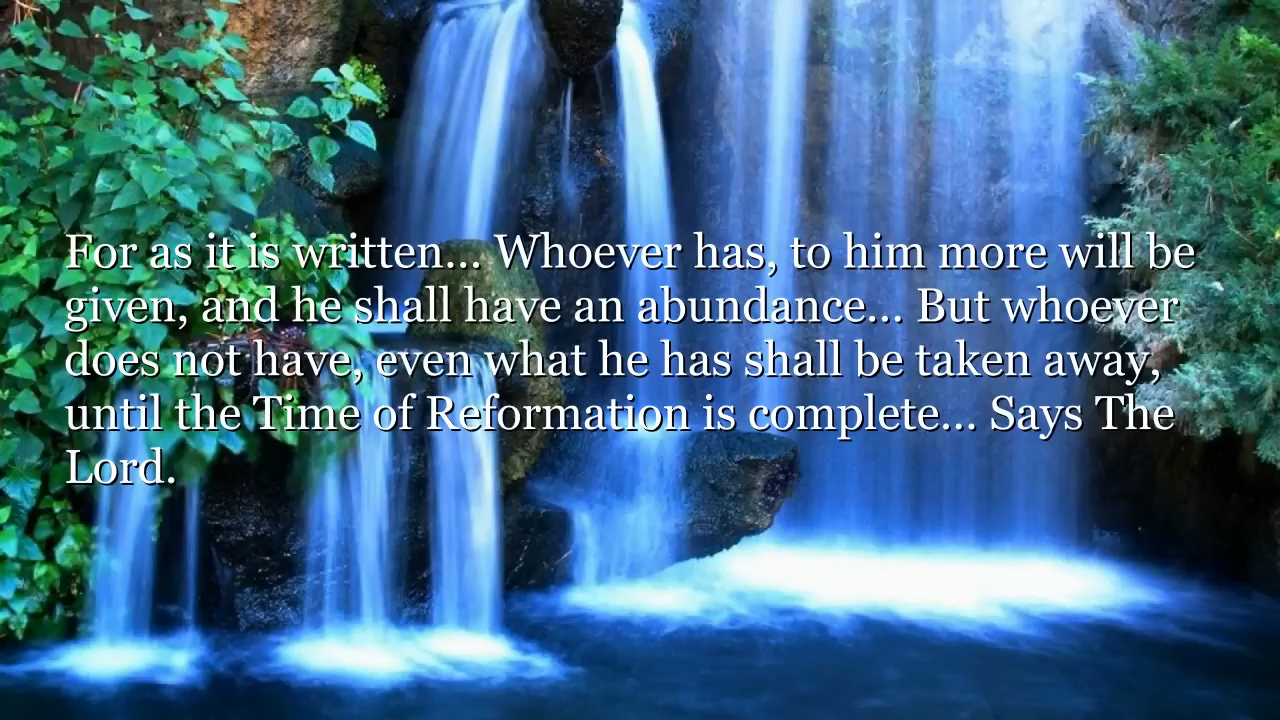 For as it is written... Whoever has, to him more will be
given, and he shall have an abundance... But whoever
does not have, even what he has shall be taken away,
until the Time of Reformation is complete... Says The
Lord.